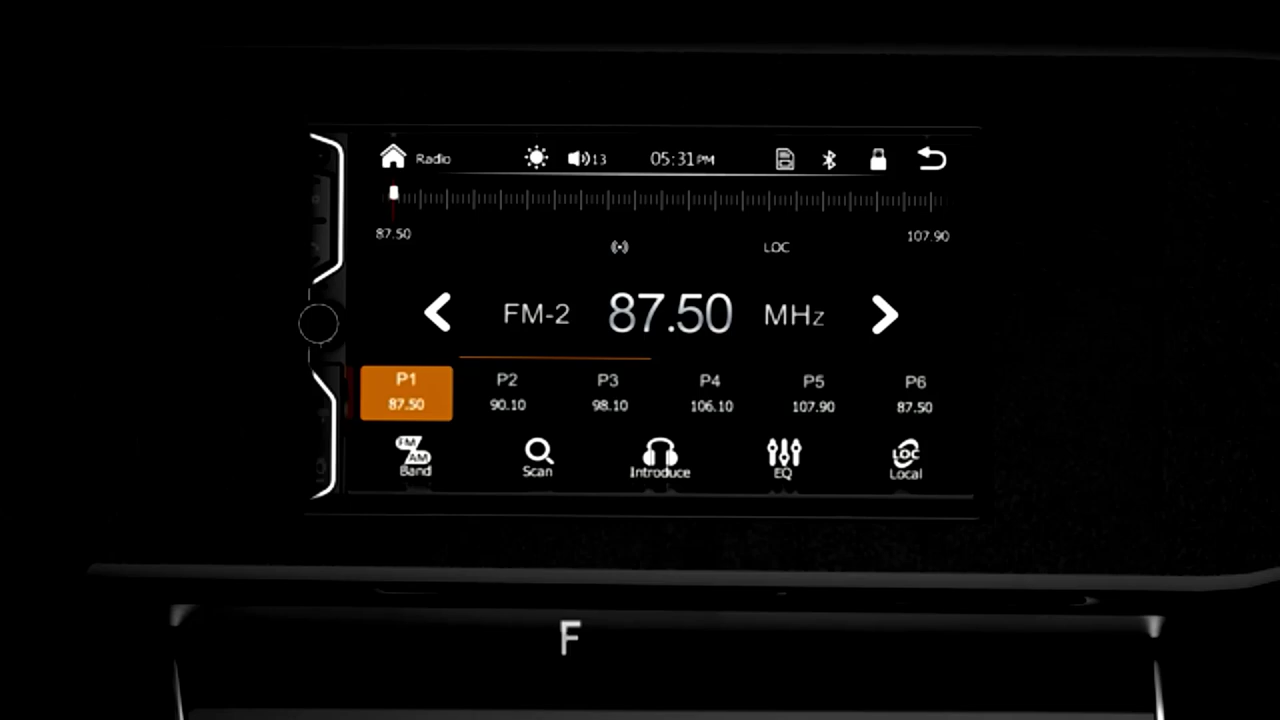 Radio 13 05:31 PM
87.50 107.90
LOC
FM-2 87.50 MHz
P1 P2 P3 P4 P5 P6
87.50 90.10 98.10 106.10 107.90 87.50
FM
AM
LOC
Band Scan Introduce EQ Local
F